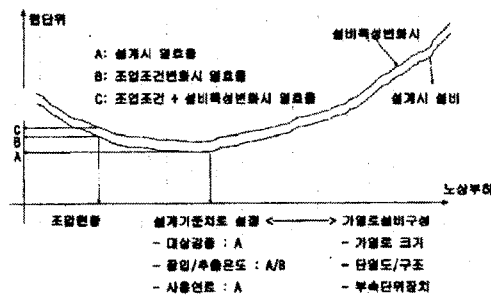 원단위
A: 설계시 열효율
B: 조업조건변화시 열효율
C: 조업조건 + 설비특성변화시 열효율
설비특성변화시
설계시 설비
C
B
A
노상부하
조업현황
설계기준치로 설정
가열로설비구성
- 대상강종 : A
- 가열로 크기
- 장입/추출온도 : A/B
- 단열도/구조
- 사용연료 : A
- 부속단위장치